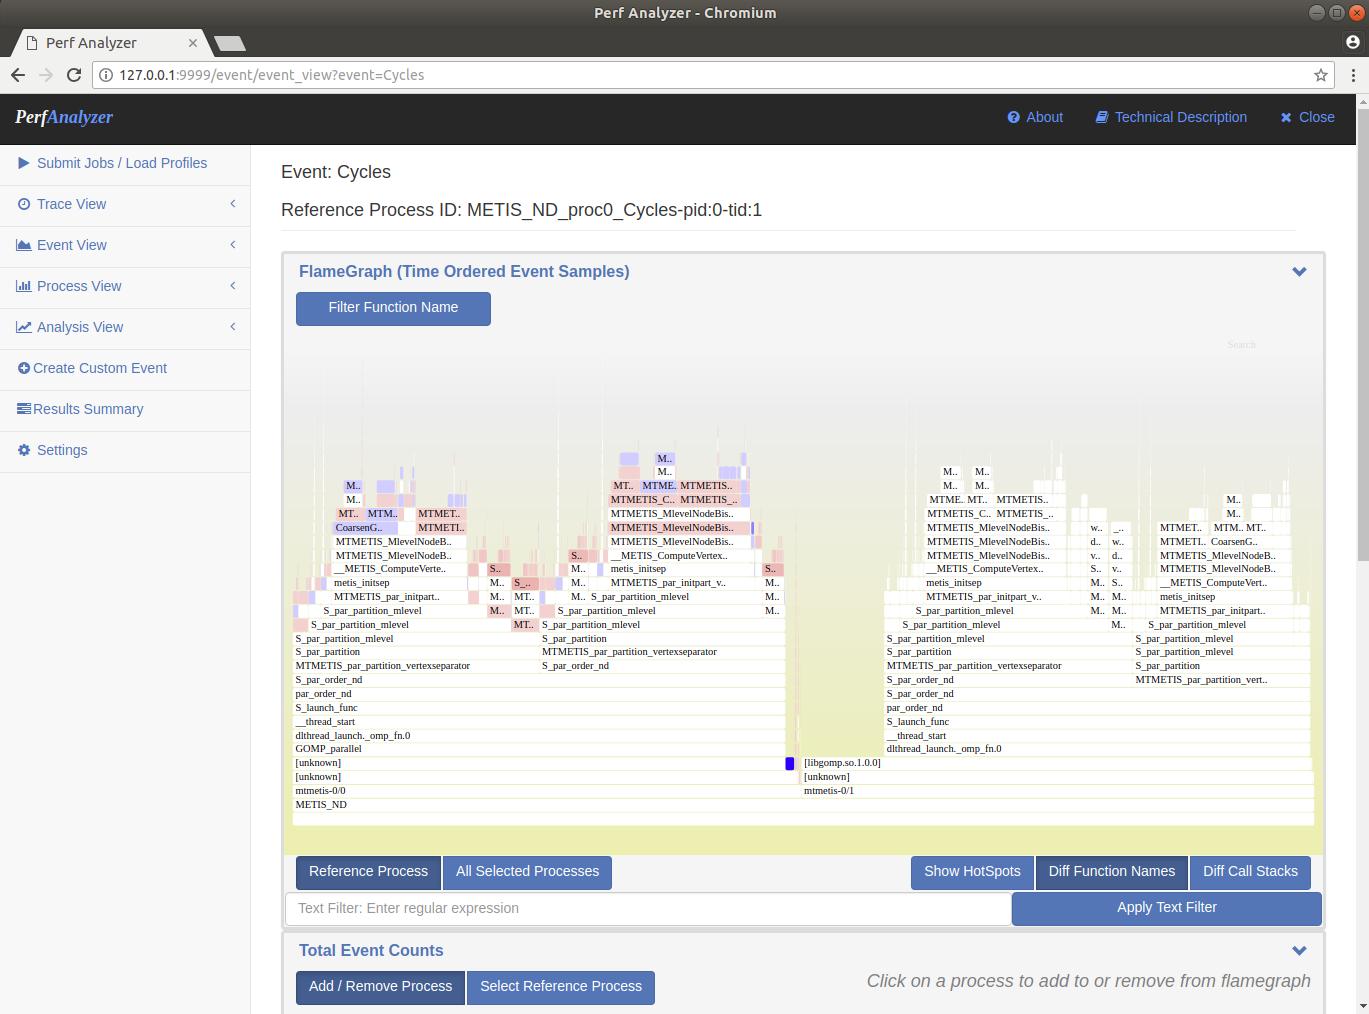 Perf Analyzer - Chromium
Perf Analyzer
127.0.0.1:9999/event/event_view?event=Cycles
PerfAnalyzer
About
Technical Description
Close
Submit Jobs / Load Profiles
Trace View
Event View
Process View
Analysis View
Create Custom Event
Results Summary
Settings
Event: Cycles
Reference Process ID: METIS_ND_proc0_Cycles-pid:0-tid:1
FlameGraph (Time Ordered Event Samples)
Filter Function Name
Search
M..
M.. M.. M..
M.. MT.. MTME.. MTMETIS.. M.. M..
M.. MTMETIS_C.. MTMETIS_.. MTME. MT.. MTMETIS.. M..
MT.. MTM.. MTMET.. MTMETIS_MlevelNodeBis.. MTMETIS_C.. MTMETIS_.. M..
CoarsenG.. MTMETI.. MTMETIS_MlevelNodeBis.. MTMETIS_MlevelNodeBis.. w.. _.. MTMET.. MTM.. MT..
MTMETIS_MlevelNodeB.. MTMETIS_MlevelNodeBis.. MTMETIS_MlevelNodeBis.. d.. w.. MTMETI.. CoarsenG..
MTMETIS_MlevelNodeB.. S.. __METIS_ComputeVertex.. MTMETIS_MlevelNodeBis.. v.. d.. MTMETIS_MlevelNodeB..
__METIS_ComputeVerte.. S.. M.. metis_initsep S.. __METIS_ComputeVertex.. S.. v.. MTMETIS_MlevelNodeB..
metis_initsep M.. S_.. M.. MTMETIS_par_initpart_v.. M.. metis_initsep M.. S.. __METIS_ComputeVert..
MTMETIS_par_initpart.. M.. MT.. M.. S_par_partition_mlevel M.. MTMETIS_par_initpart_v.. M.. M.. metis_initsep
S_par_partition_mlevel M.. MT.. S_par_partition_mlevel M.. S_par_partition_mlevel M.. M.. MTMETIS_par_initpart..
S_par_partition_mlevel MT.. S_par_partition_mlevel S_par_partition_mlevel M.. S_par_partition_mlevel
S_par_partition_mlevel S_par_partition S_par_partition_mlevel S_par_partition_mlevel
S_par_partition MTMETIS_par_partition_vertexseparator S_par_partition S_par_partition_mlevel
MTMETIS_par_partition_vertexseparator S_par_order_nd MTMETIS_par_partition_vertexseparator S_par_partition
S_par_order_nd S_par_order_nd MTMETIS_par_partition_vert..
par_order_nd S_par_order_nd
S_launch_func par_order_nd
__thread_start S_launch_func
dlthread_launch._omp_fn.0 __thread_start
GOMP_parallel dlthread_launch._omp_fn.0
[unknown] [libgomp.so.1.0.0]
[unknown] [unknown]
mtmetis-0/0 mtmetis-0/1
METIS_ND
Reference Process
All Selected Processes
Show HotSpots
Diff Function Names
Diff Call Stacks
Text Filter: Enter regular expression
Apply Text Filter
Total Event Counts
Add / Remove Process
Select Reference Process
Click on a process to add to or remove from flamegraph